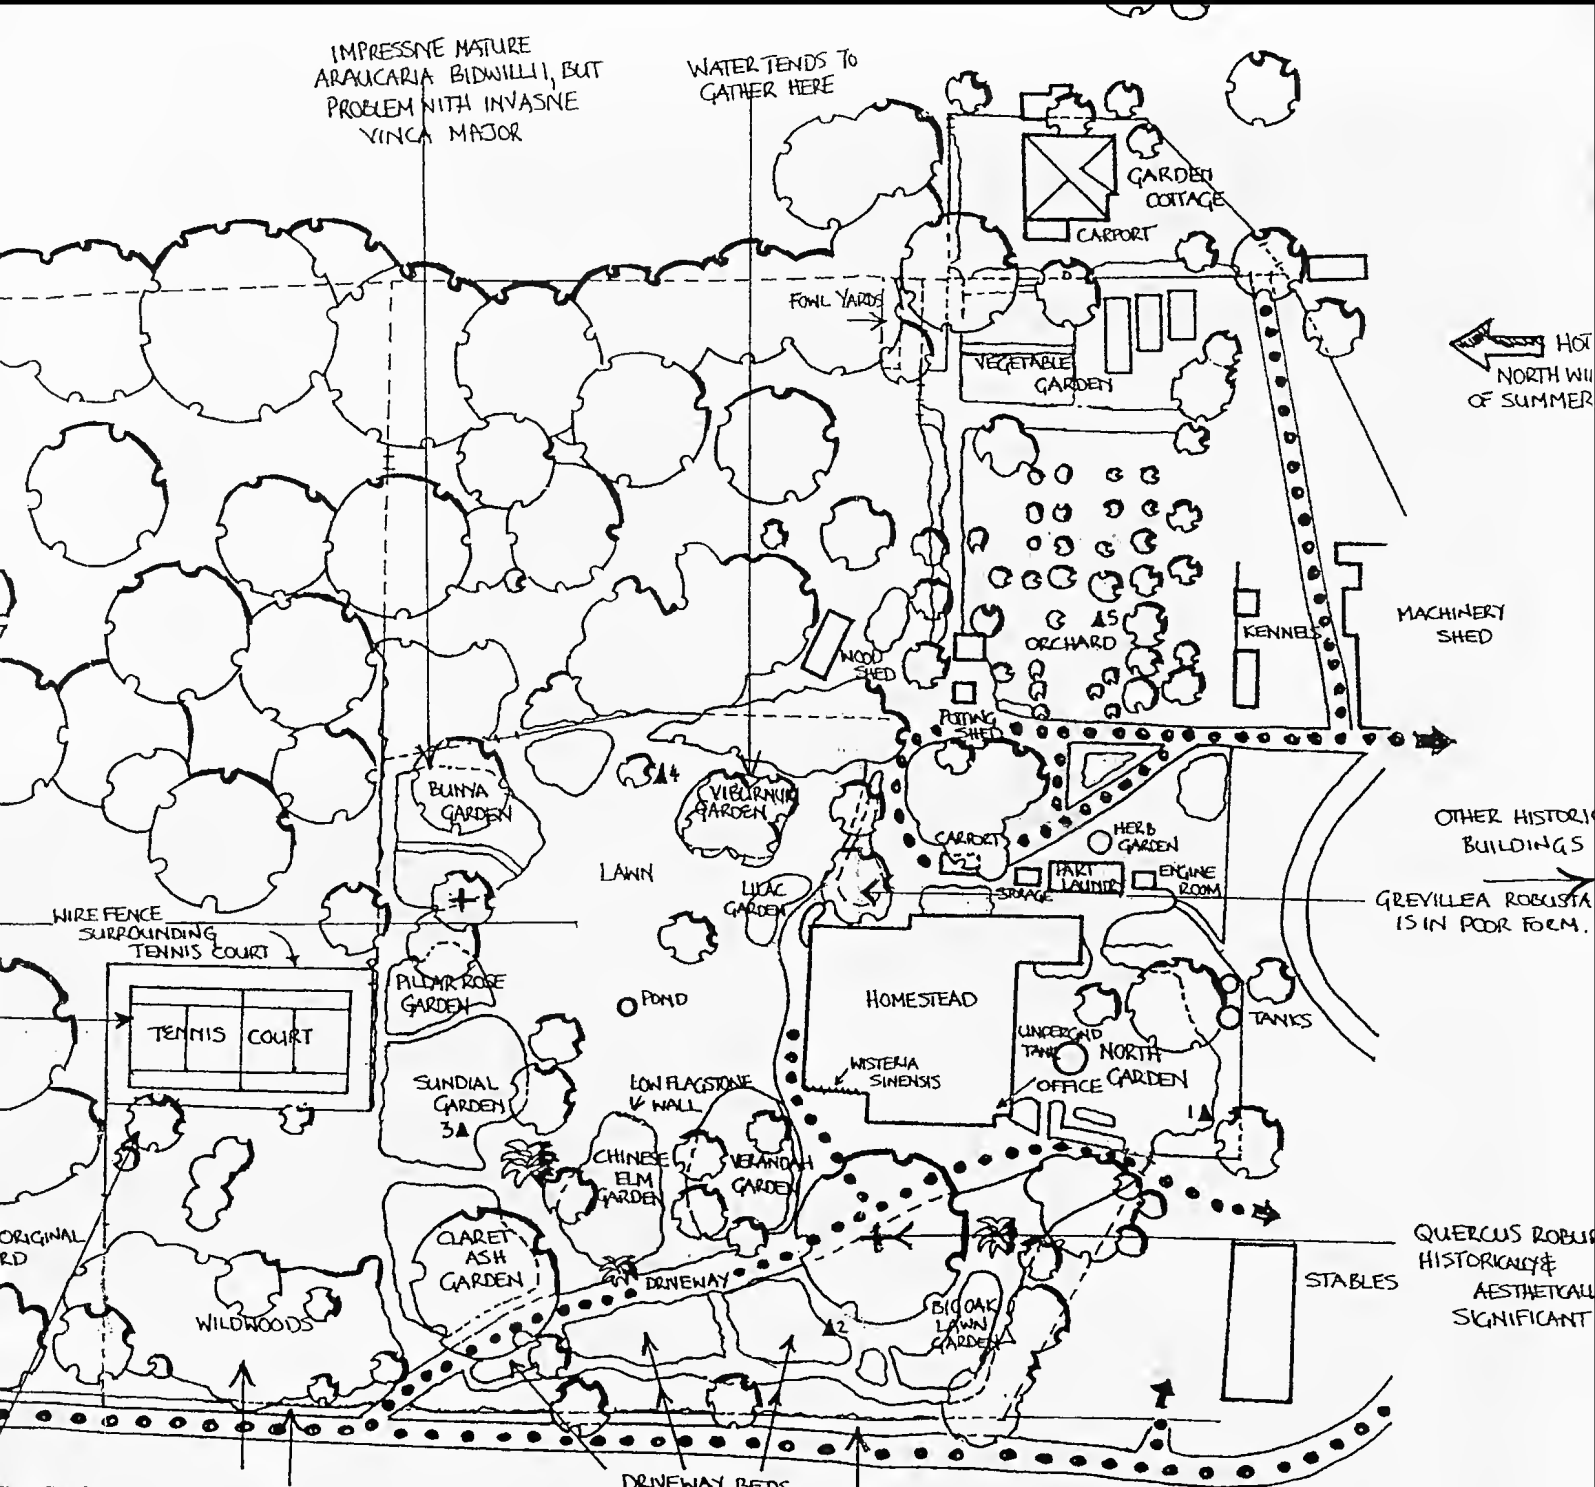 IMPRESSIVE MATURE
ARAUCARIA BIDWILLII, BUT
PROBLEM WITH INVASIVE
VINCA MAJOR
WATER TENDS TO
GATHER HERE
GARDEN
COTTAGE
CARPORT
FOWL YARDS
VEGETABLE
GARDEN
HOT
NORTH WI
OF SUMMER
MACHINERY
SHED
KENNELS
5
ORCHARD
WOOD
SHED
POTTING
SHED
4
BUNYA
GARDEN
VIBURNUM
GARDEN
LAWN
LILAC
GARDEN
CARPORT
HERB
GARDEN
STORAGE
PART
LAUNDRY
ENGINE
ROOM
OTHER HISTORI
BUILDINGS
GREVILLEA ROBUSTA
IS IN POOR FORM.
WIRE FENCE
SURROUNDING
TENNIS COURT
PILLAR ROSE
GARDEN
POND
HOMESTEAD
TENNIS COURT
UNDERGND
TANK
NORTH
GARDEN
TANKS
WISTERIA
SINENSIS
OFFICE
SUNDIAL
GARDEN
3
LOW FLAGSTONE
WALL
1
CHINESE
ELM
GARDEN
VERANDAH
GARDEN
ORIGINAL
RD
CLARET
ASH
GARDEN
DRIVEWAY
WILDWOODS
2
BIG OAK
LAWN
GARDEN
STABLES
QUERCUS ROBUR
HISTORICALLY &
AESTHETICALL
SIGNIFICANT
DRIVEWAY BEDS